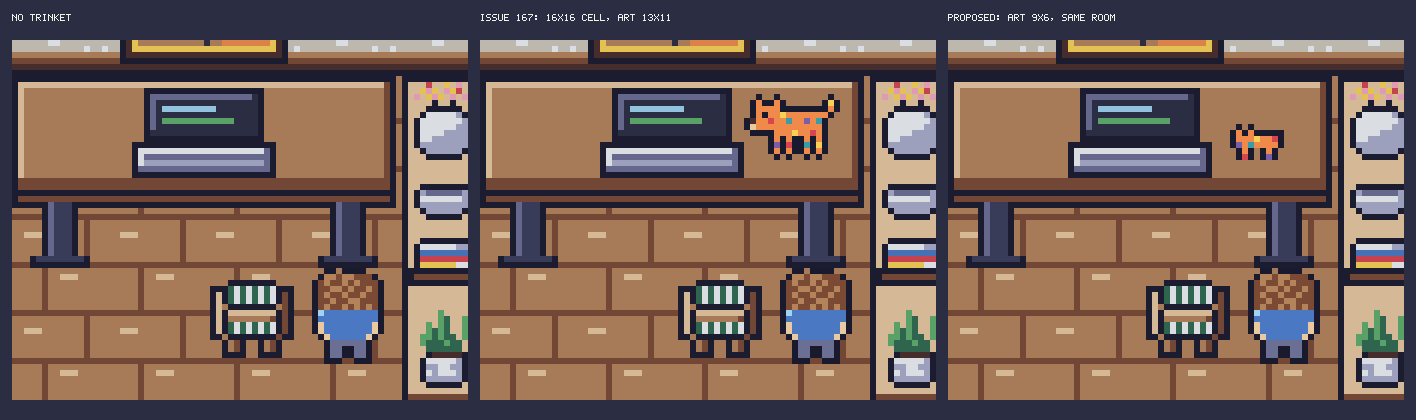 NO TRINKET
ISSUE 167: 16X16 CELL, ART 13X11
PROPOSED: ART 9X6, SAME ROOM